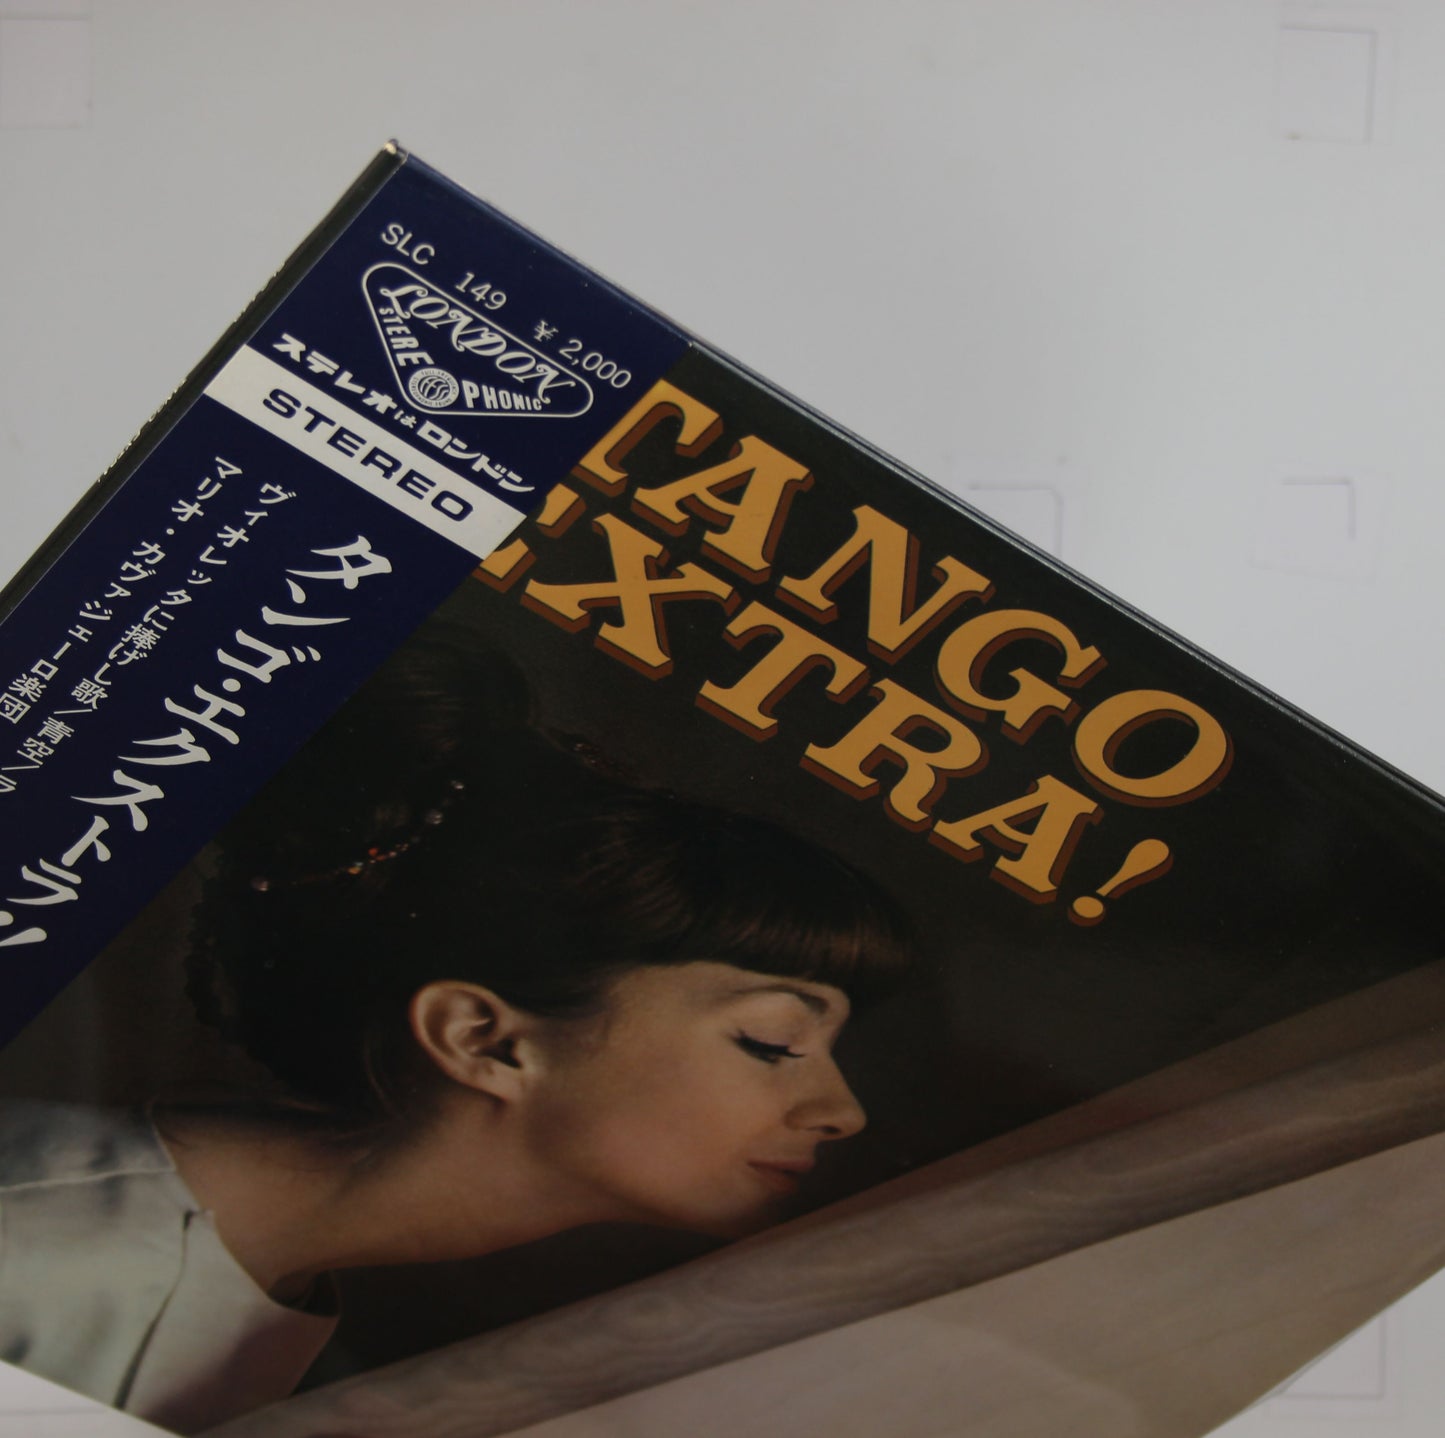 SLC 149 ¥ 2,000
LONDON
STEREO PHONIC
ffss
ステレオはロンドン
STEREO
タンゴ・エクストラ!
ヴィオレッタに捧げし歌/青空/ラ
マリオ・カヴァジェーロ楽団
TANGO
EXTRA!